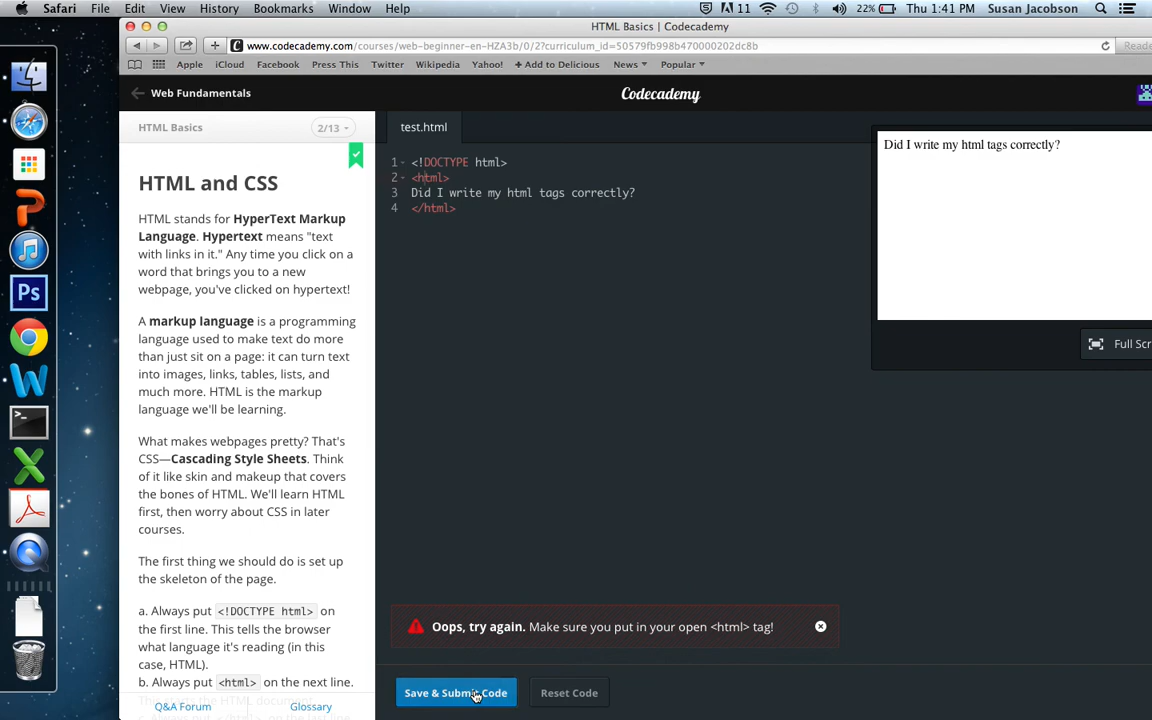 Safari File Edit View History Bookmarks Window Help 11 22% Thu 1:41 PM Susan Jacobson
HTML Basics | Codecademy
www.codecademy.com/courses/web-beginner-en-HZA3b/0/2?curriculum_id=50579fb998b470000202dc8b Reade
Apple iCloud Facebook Press This Twitter Wikipedia Yahoo! + Add to Delicious News Popular
Web Fundamentals
Codecademy
HTML Basics 2/13
HTML and CSS
HTML stands for HyperText Markup
Language. Hypertext means "text
with links in it." Any time you click on a
word that brings you to a new
webpage, you've clicked on hypertext!
A markup language is a programming
language used to make text do more
than just sit on a page: it can turn text
into images, links, tables, lists, and
much more. HTML is the markup
language we'll be learning.
What makes webpages pretty? That's
CSS—Cascading Style Sheets. Think
of it like skin and makeup that covers
the bones of HTML. We'll learn HTML
first, then worry about CSS in later
courses.
The first thing we should do is set up
the skeleton of the page.
a. Always put <!DOCTYPE html> on
the first line. This tells the browser
what language it's reading (in this
case, HTML).
b. Always put <html> on the next line.
This starts the HTML document.
Q&A Forum Glossary
test.html
1 <!DOCTYPE html>
2 <html>
3 Did I write my html tags correctly?
4 </html>
Did I write my html tags correctly?
Full Scr
Oops, try again. Make sure you put in your open <html> tag!
Save & Submit Code Reset Code
Ps
W
X